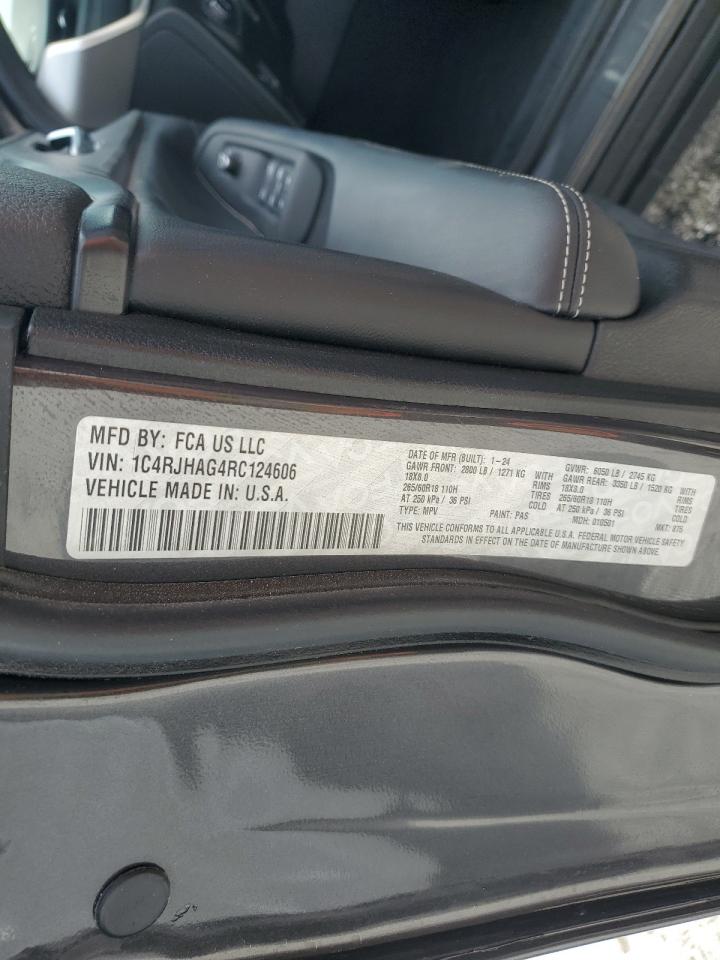 MFD BY: FCA US LLC
VIN: 1C4RJHAG4RC124606
VEHICLE MADE IN: U.S.A.
DATE OF MFR (BUILT): 1-24 GVWR: 6050 LB / 2745 KG
GAWR FRONT: 2800 LB / 1271 KG WITH GAWR REAR: 3350 LB / 1520 KG WITH
18X8.0 RIMS 18X8.0 RIMS
265/60R18 110H TIRES 265/60R18 110H TIRES
AT 250 kPa / 36 PSI COLD AT 250 kPa / 36 PSI COLD
TYPE: MPV PAINT: PAS MDH: 010501 MKT: 875
THIS VEHICLE CONFORMS TO ALL APPLICABLE U.S.A. FEDERAL MOTOR VEHICLE SAFETY
STANDARDS IN EFFECT ON THE DATE OF MANUFACTURE SHOWN ABOVE.